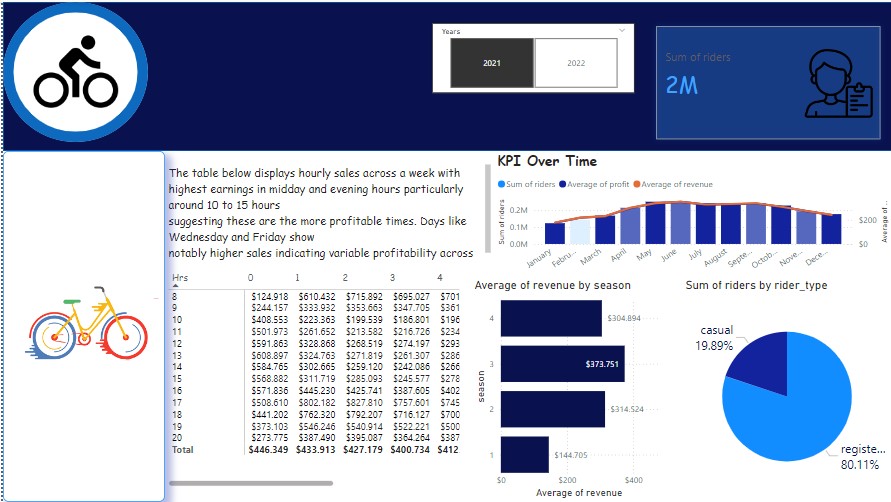 Years
2021 2022
Sum of riders
2M
The table below displays hourly sales across a week with
highest earnings in midday and evening hours particularly
around 10 to 15 hours
suggesting these are the more profitable times. Days like
Wednesday and Friday show
notably higher sales indicating variable profitability across
Hrs 0 1 2 3 4
8 $124.918 $610.432 $715.892 $695.027 $701
9 $244.157 $333.932 $353.663 $347.705 $361
10 $408.553 $223.363 $199.539 $186.801 $196
11 $501.973 $261.652 $213.582 $216.726 $234
12 $591.863 $328.868 $268.519 $274.197 $293
13 $608.897 $324.763 $271.819 $261.307 $286
14 $584.765 $302.665 $259.120 $242.086 $266
15 $568.882 $311.719 $285.093 $245.577 $278
16 $571.836 $445.230 $425.741 $387.605 $402
17 $508.610 $802.182 $827.810 $757.601 $745
18 $441.202 $762.320 $792.207 $716.127 $700
19 $373.103 $546.246 $540.914 $522.221 $500
20 $273.775 $387.490 $395.087 $364.264 $387
Total $446.349 $433.913 $427.179 $400.734 $412
KPI Over Time
Sum of riders Average of profit Average of revenue
Sum of riders
0.2M
0.1M
0.0M
$200
$0
Average of...
January Februa... March April May June July August Septe... Octob... Nove... Dece...
Average of revenue by season
season
4 $304.894
3 $373.751
2 $314.524
1 $144.705
$0 $200 $400
Average of revenue
Sum of riders by rider_type
casual
19.89%
registe...
80.11%